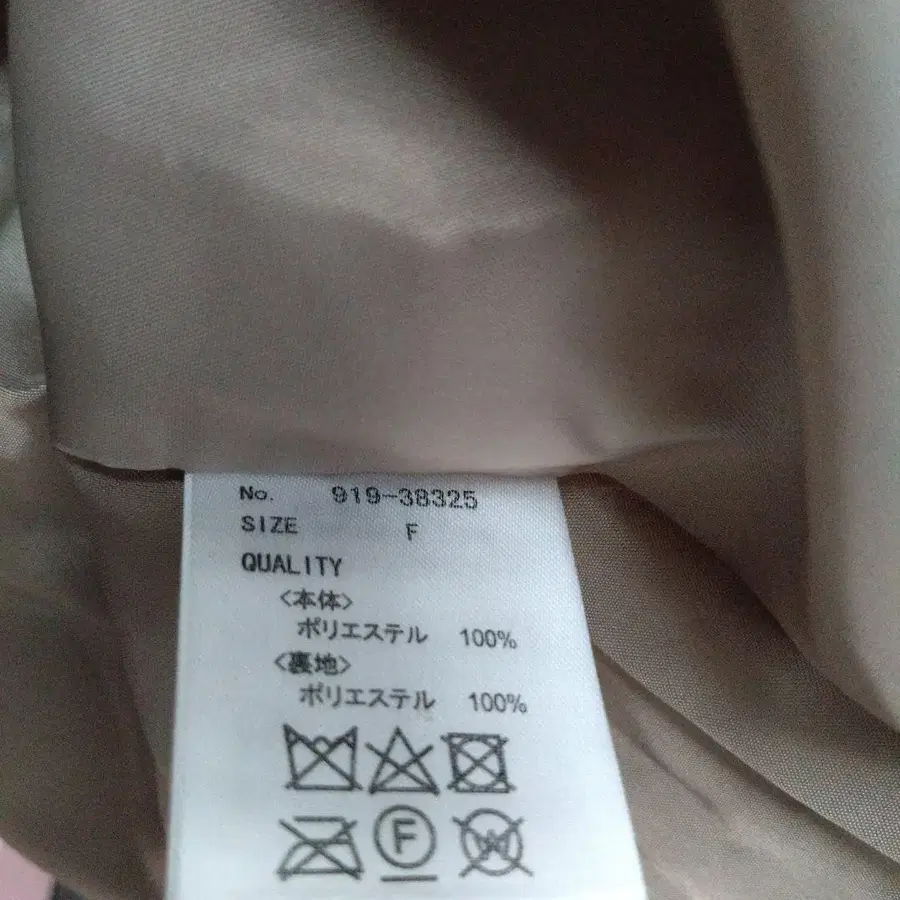 No. 919-38325
SIZE F
QUALITY
<本体>
ポリエステル 100%
<裏地>
ポリエステル 100%
F
W